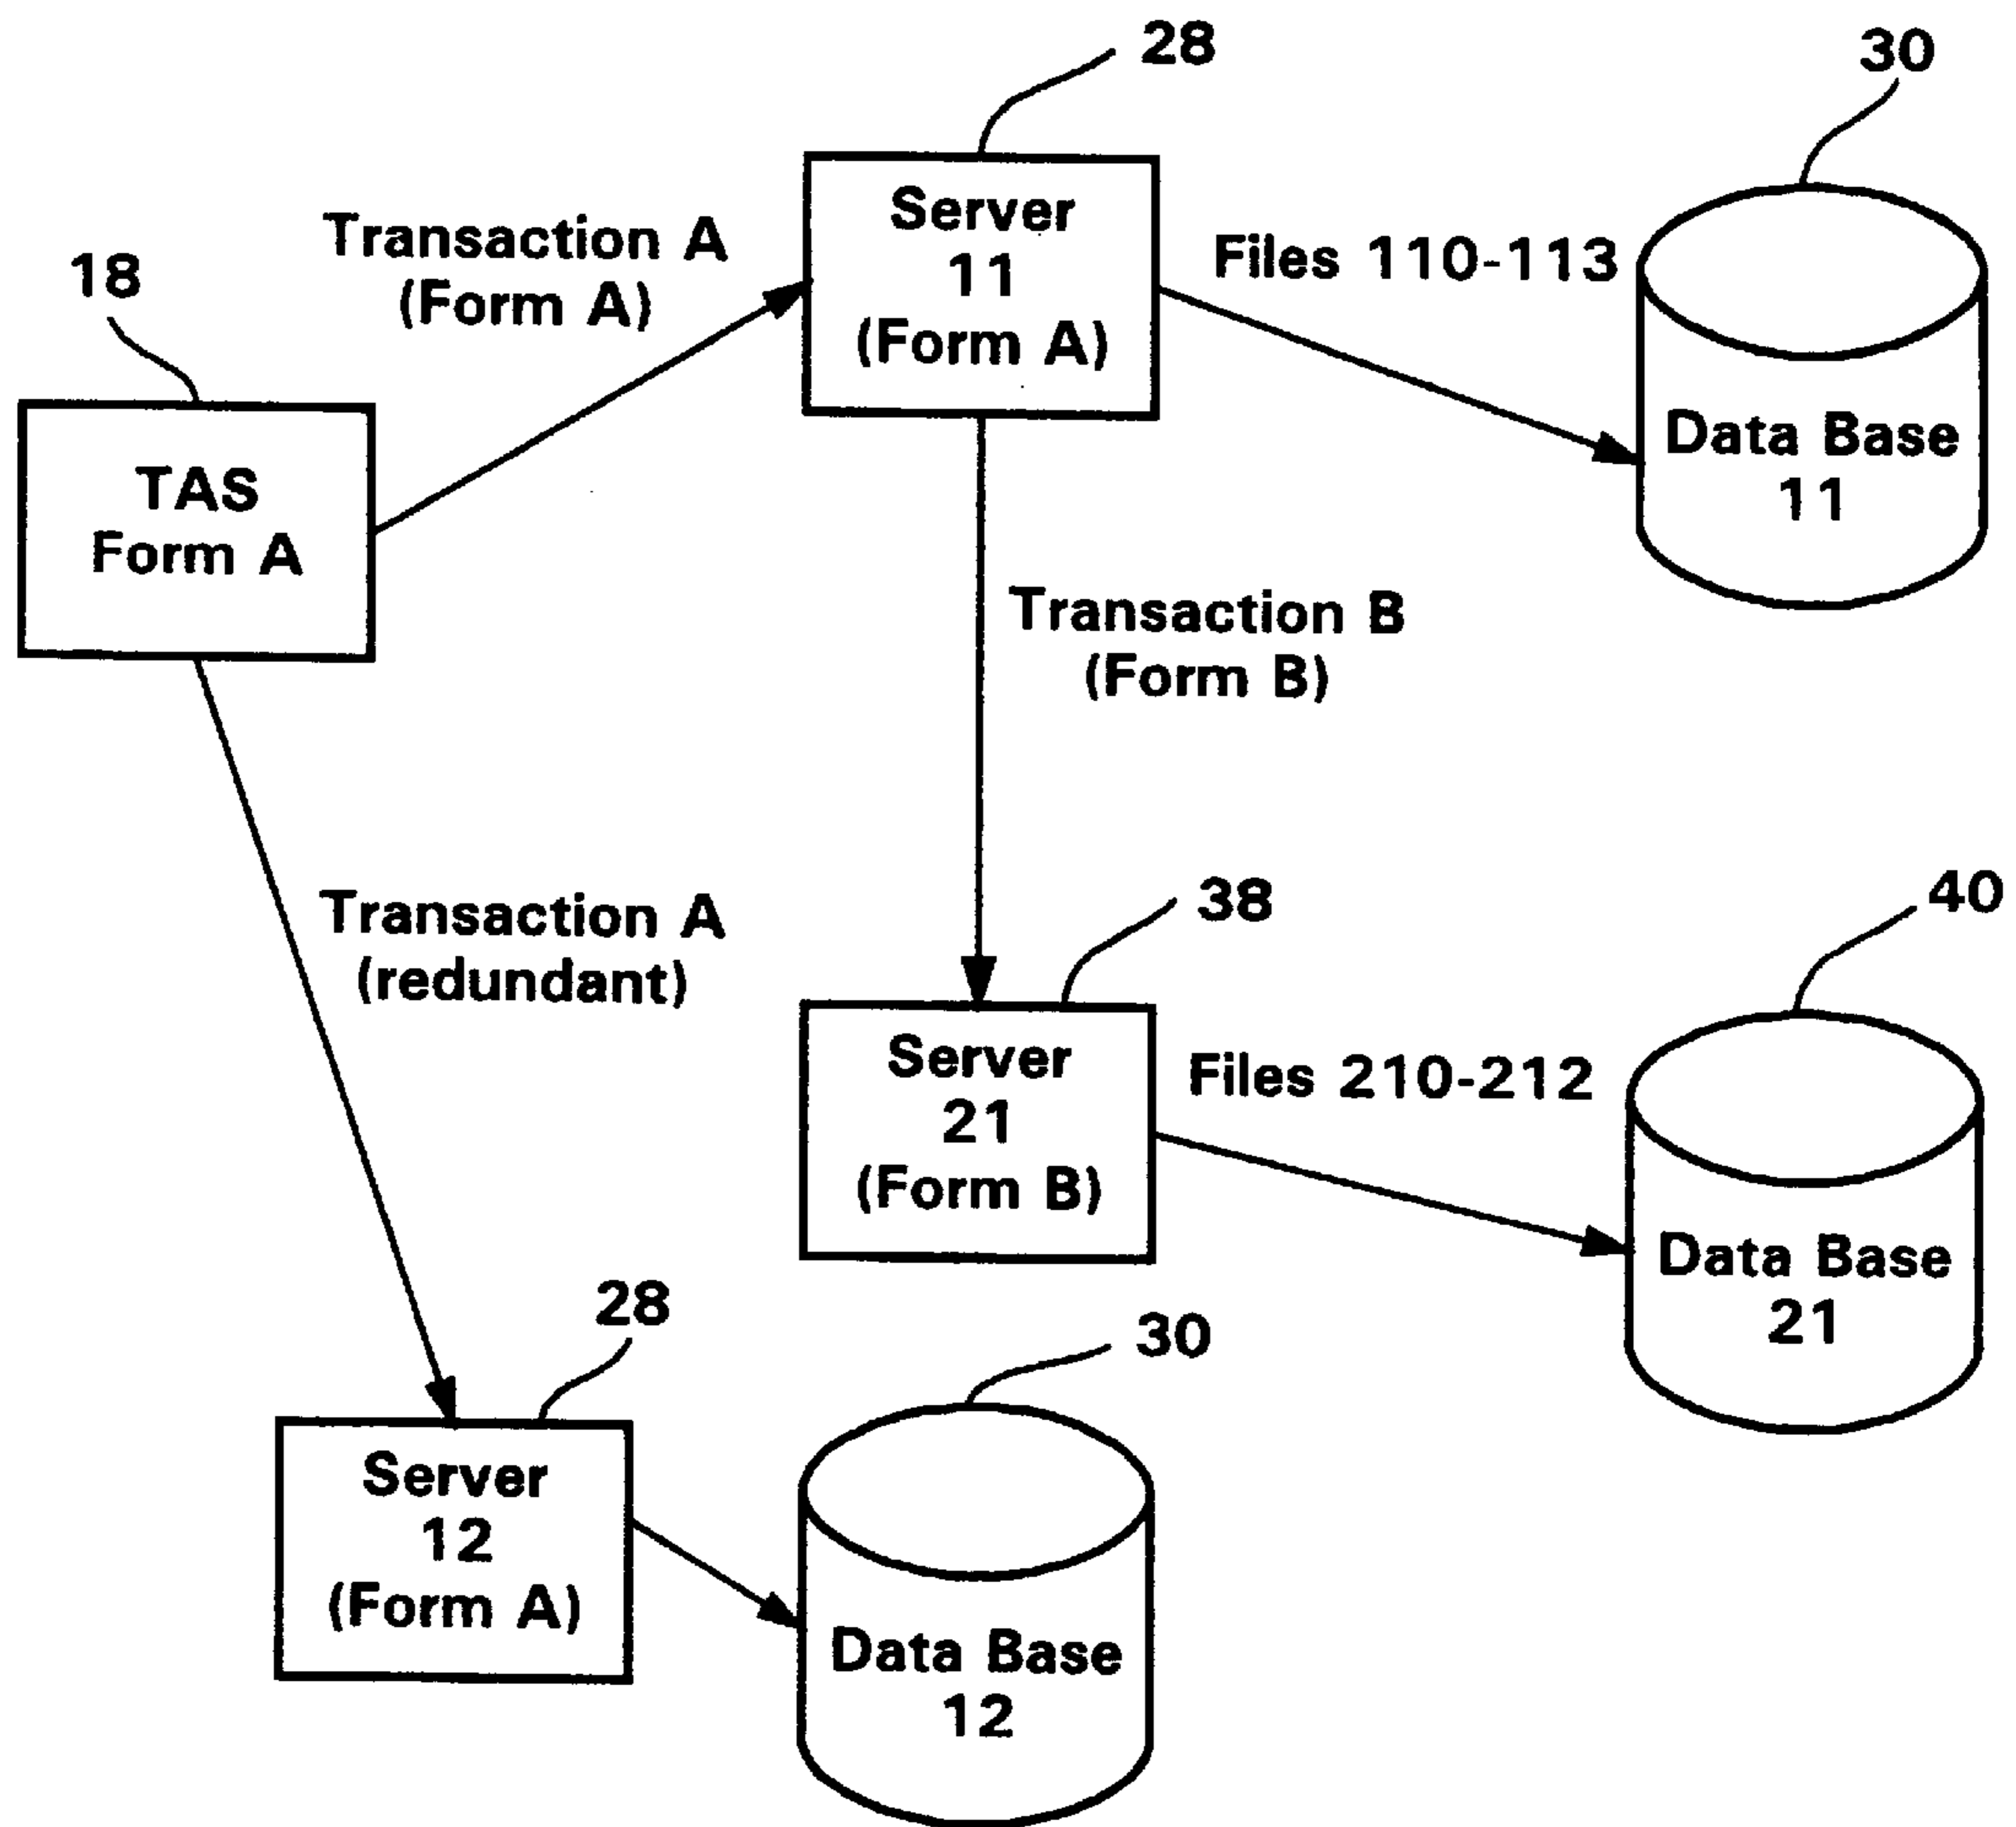 28
30
18
Transaction A
(Form A)
Server
11
(Form A)
Files 110-113
Data Base
11
TAS
Form A
Transaction B
(Form B)
Transaction A
(redundant)
38
40
Server
21
(Form B)
Files 210-212
Data Base
21
28
30
Server
12
(Form A)
Data Base
12